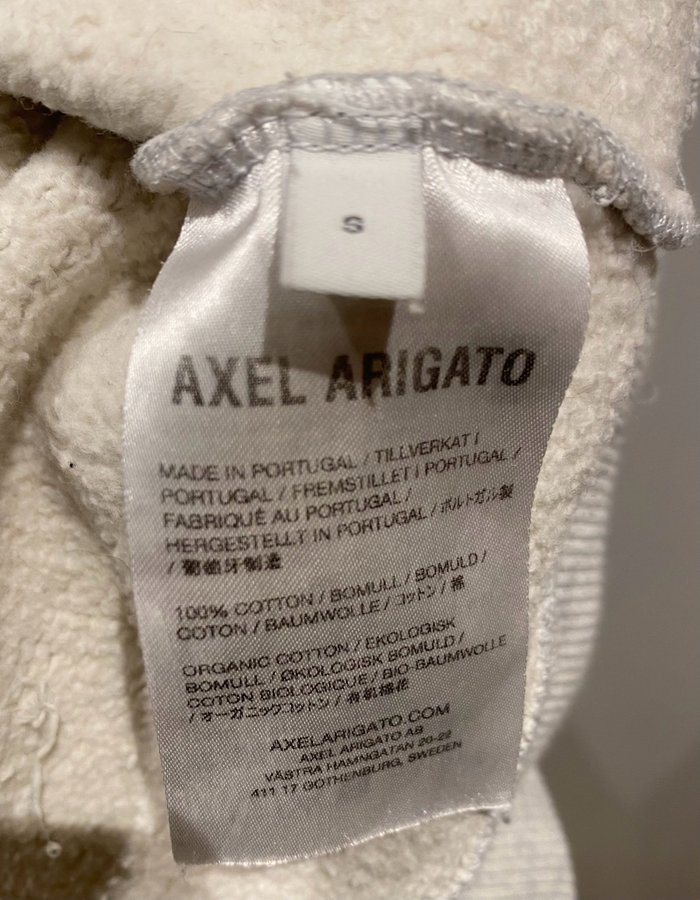 S
AXEL ARIGATO
MADE IN PORTUGAL / TILLVERKAT I
PORTUGAL / FREMSTILLET I PORTUGAL /
FABRIQUÉ AU PORTUGAL /
HERGESTELLT IN PORTUGAL / ポルトガル製
/ 葡萄牙制造
100% COTTON / BOMULL / BOMULD /
COTON / BAUMWOLLE / コットン / 棉
ORGANIC COTTON / EKOLOGISK
BOMULL / ØKOLOGISK BOMULD /
COTON BIOLOGIQUE / BIO-BAUMWOLLE
/ オーガニックコットン / 有机棉花
AXELARIGATO.COM
AXEL ARIGATO AB
VÄSTRA HAMNGATAN 20-22
411 17 GOTHENBURG, SWEDEN